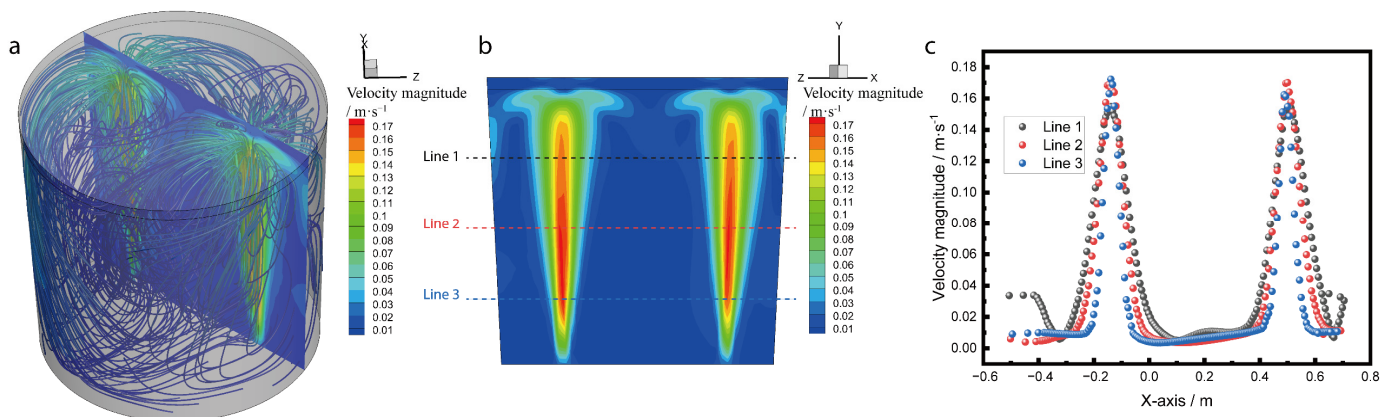 a
Y
X
Z
Velocity magnitude
/ m·s⁻¹
0.17
0.16
0.15
0.14
0.13
0.12
0.11
0.1
0.09
0.08
0.07
0.06
0.05
0.04
0.03
0.02
0.01
b
Line 1
Line 2
Line 3
Y
Z
X
Velocity magnitude
/ m·s⁻¹
0.17
0.16
0.15
0.14
0.13
0.12
0.11
0.1
0.09
0.08
0.07
0.06
0.05
0.04
0.03
0.02
0.01
c
Velocity magnitude / m·s⁻¹
0.18
0.16
0.14
0.12
0.10
0.08
0.06
0.04
0.02
0.00
Line 1
Line 2
Line 3
−0.6
−0.4
−0.2
0.0
0.2
0.4
0.6
0.8
X-axis / m